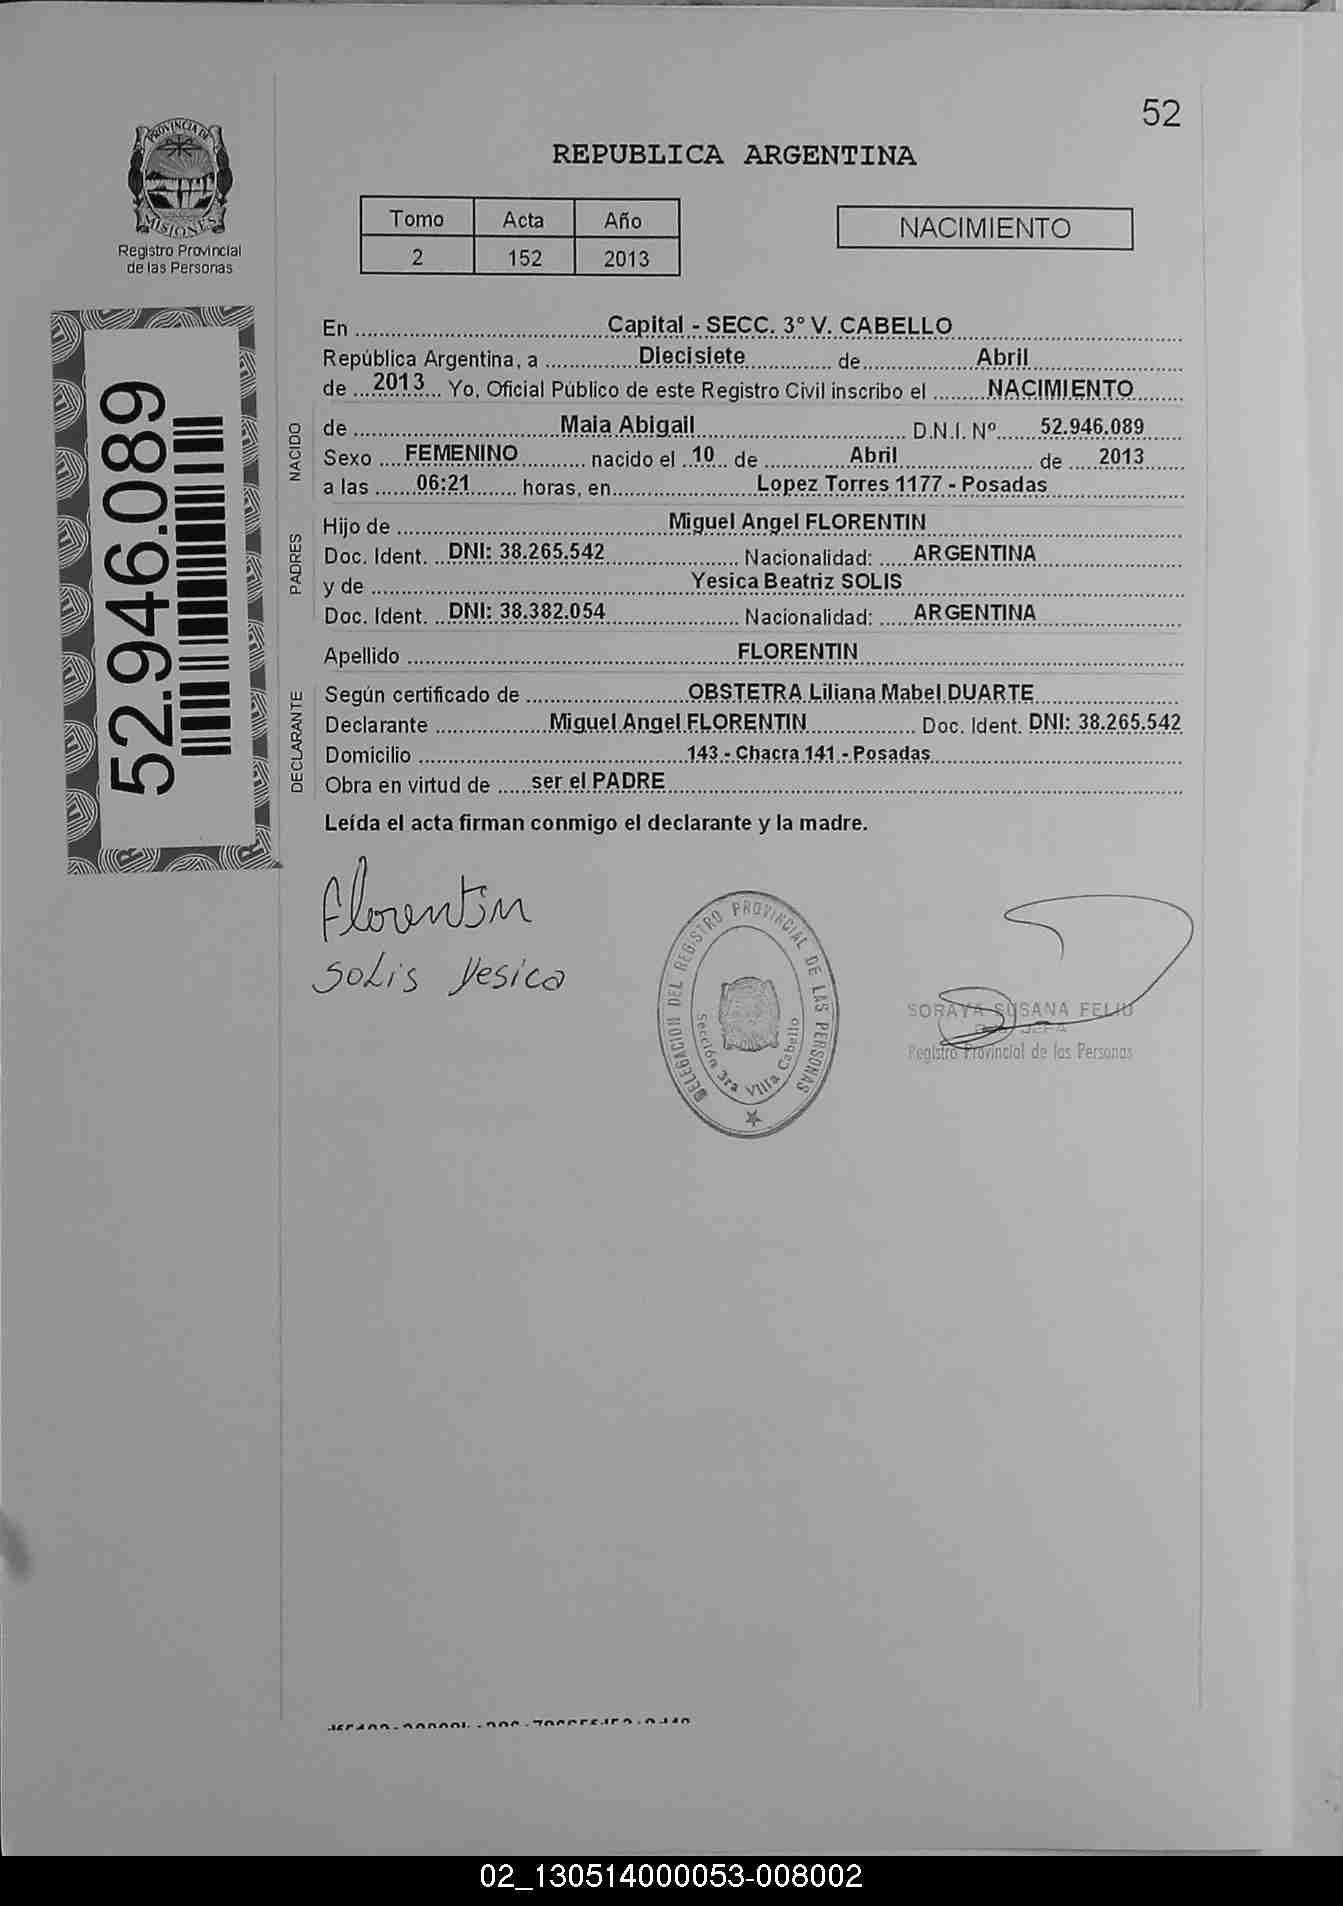 52
REPUBLICA ARGENTINA
PROVINCIA DE
MISIONES
Registro Provincial
de las Personas
Tomo Acta Año
2 152 2013
NACIMIENTO
52.946.089
En Capital - SECC. 3° V. CABELLO
República Argentina, a Diecisiete de Abril
de 2013 Yo, Oficial Público de este Registro Civil inscribo el NACIMIENTO
NACIDO
de Maia Abigail D.N.I. Nº 52.946.089
Sexo FEMENINO nacido el 10 de Abril de 2013
a las 06:21 horas, en Lopez Torres 1177 - Posadas
PADRES
Hijo de Miguel Angel FLORENTIN
Doc. Ident. DNI: 38.265.542 Nacionalidad: ARGENTINA
y de Yesica Beatriz SOLIS
Doc. Ident. DNI: 38.382.054 Nacionalidad: ARGENTINA
Apellido FLORENTIN
DECLARANTE
Según certificado de OBSTETRA Liliana Mabel DUARTE
Declarante Miguel Angel FLORENTIN Doc. Ident. DNI: 38.265.542
Domicilio 143 - Chacra 141 - Posadas
Obra en virtud de ser el PADRE
Leída el acta firman conmigo el declarante y la madre.
Florentin
SoLis Yesica
DELEGACION DEL REGISTRO PROVINCIAL DE LAS PERSONAS
Sección 3ra Villa Cabello
SORAYA SUSANA FELIU
JEFA
Registro Provincial de las Personas
02_130514000053-008002